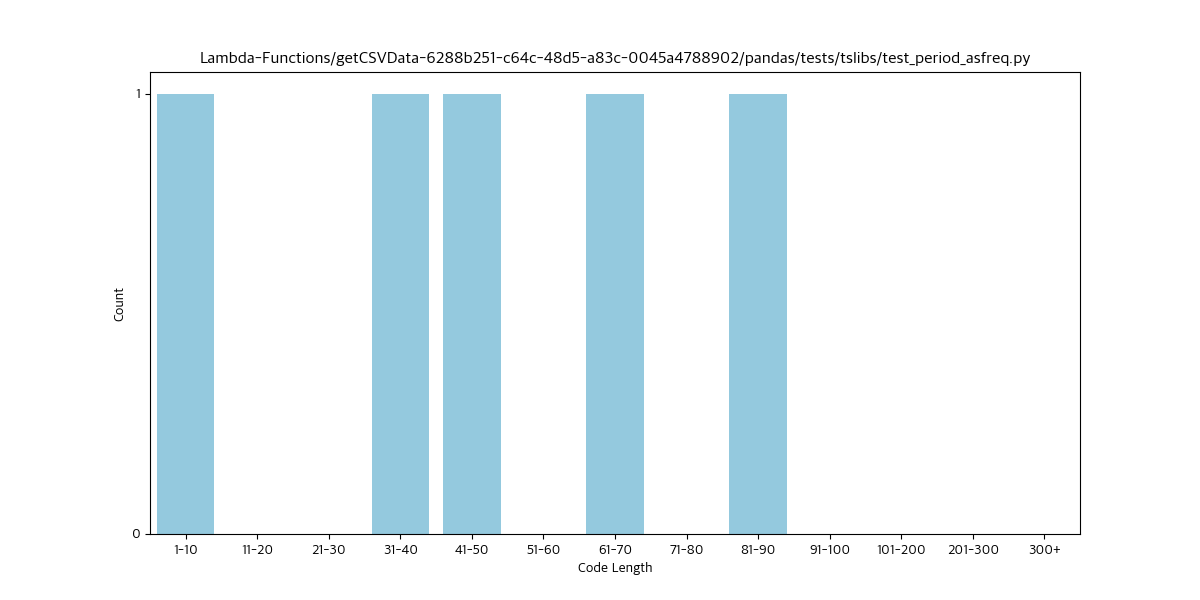 Lambda-Functions/getCSVData-6288b251-c64c-48d5-a83c-0045a4788902/pandas/tests/tslibs/test_period_asfreq.py
1
Count
0
1-10 11-20 21-30 31-40 41-50 51-60 61-70 71-80 81-90 91-100 101-200 201-300 300+
Code Length